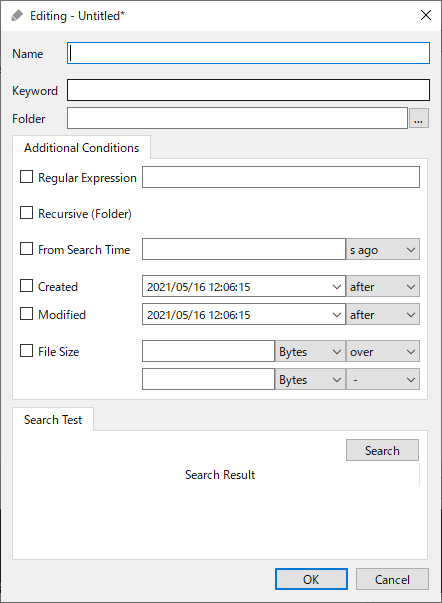 Editing - Untitled*
Name
Keyword
Folder ...
Additional Conditions
Regular Expression
Recursive (Folder)
From Search Time s ago
Created 2021/05/16 12:06:15 after
Modified 2021/05/16 12:06:15 after
File Size Bytes over
Bytes -
Search Test
Search
Search Result
OK Cancel